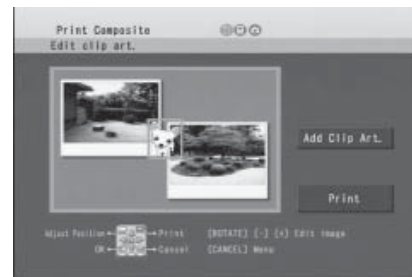 Print Composite
Edit clip art.
Add Clip Art.
Print
Adjust Position
Print
[ROTATE] [-] [+] Edit image
OK
Cancel
[CANCEL] Menu